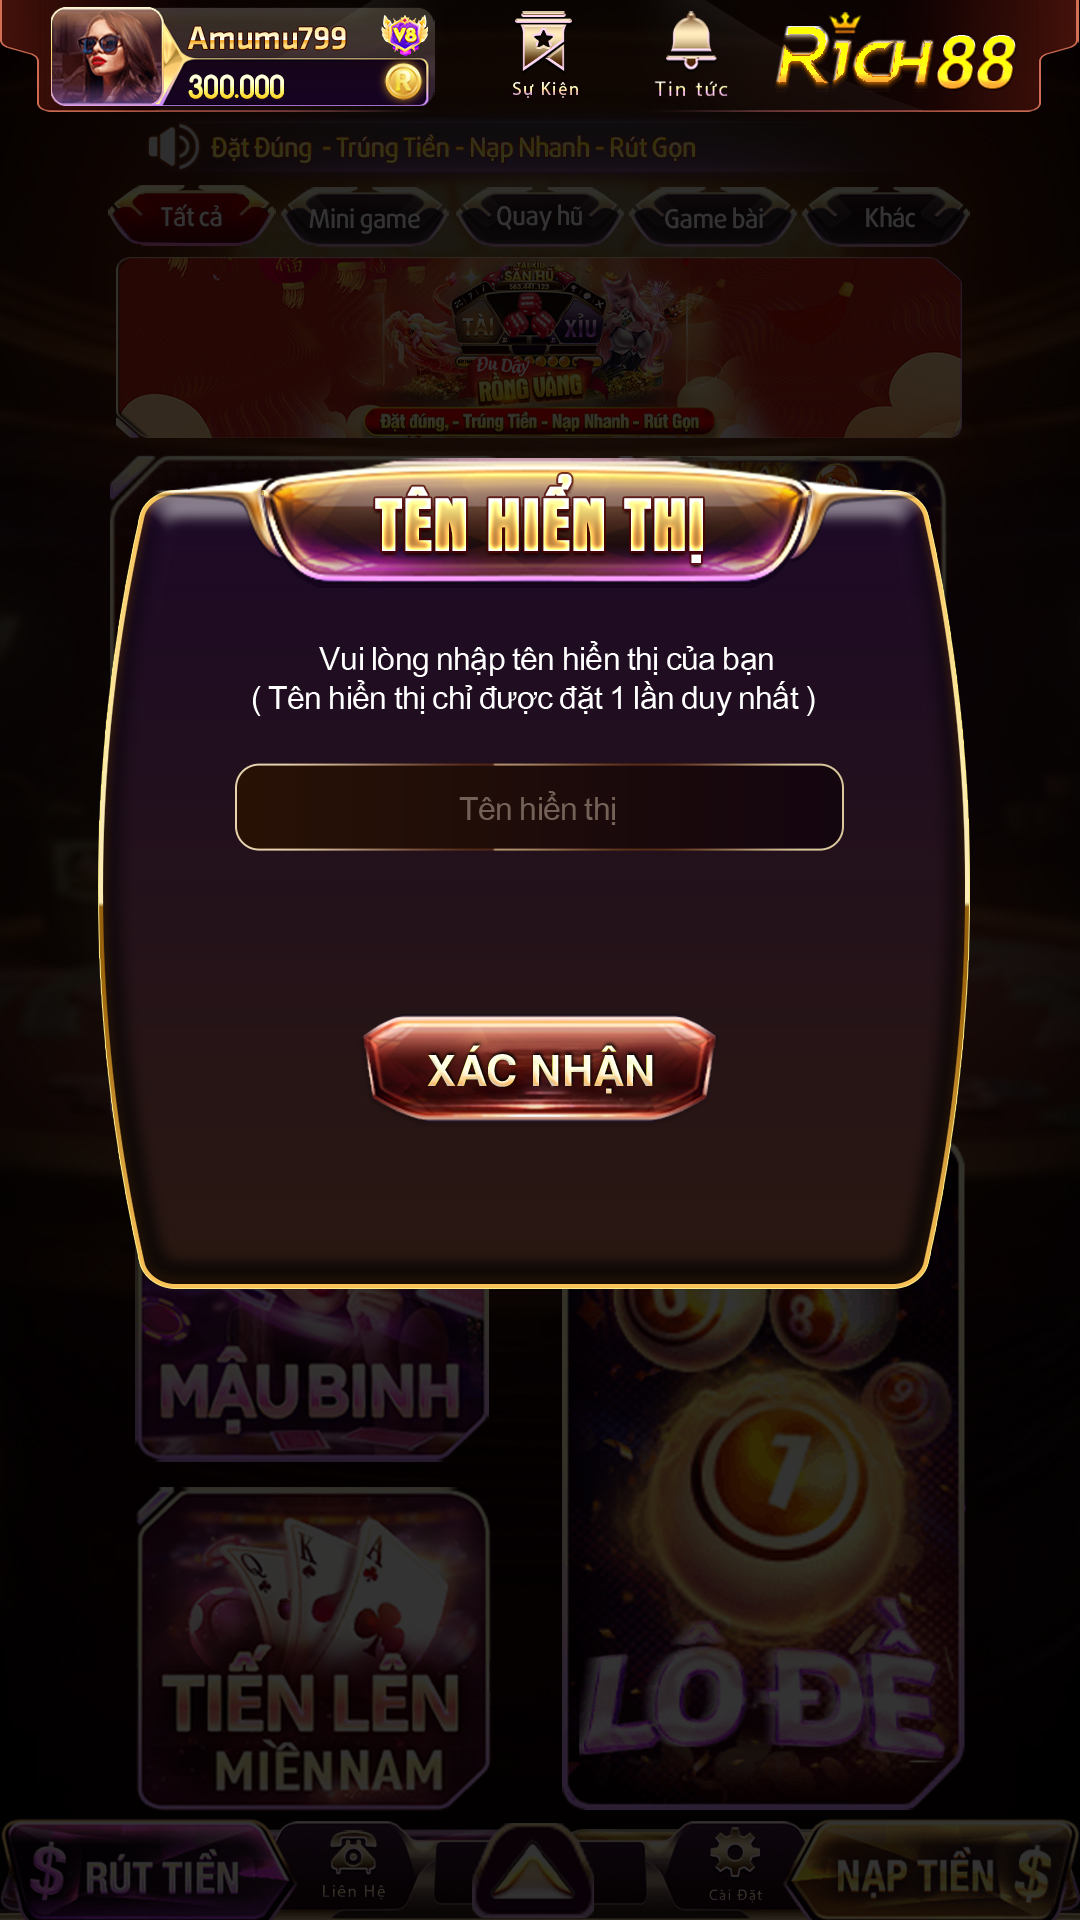 Amumu799
V8
300.000
R
Sự Kiện
Tin tức
RICH88
Đặt Đúng - Trúng Tiền - Nạp Nhanh - Rút Gọn
Tất cả
Mini game
Quay hũ
Game bài
Khác
SĂN HŨ
TÀI
XỈU
Đu Dây
RỒNG VÀNG
Đặt đúng, - Trúng Tiền - Nạp Nhanh - Rút Gọn
TÊN HIỂN THỊ
Vui lòng nhập tên hiển thị của bạn
( Tên hiển thị chỉ được đặt 1 lần duy nhất )
Tên hiển thị
XÁC NHẬN
8
9
MẬU BINH
7
Q
K
A
TIẾN LÊN
MIỀN NAM
LÔ ĐỀ
$
RÚT TIỀN
Liên Hệ
Cài Đặt
NẠP TIỀN
$